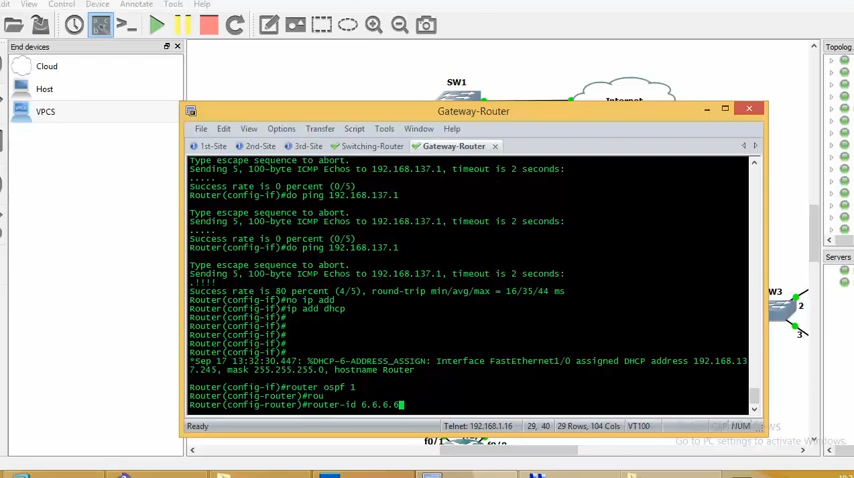 dit View Control Device Annotate Tools Help
End devices
Cloud
Host
VPCS
Topolog
SW1
Internet
Gateway-Router
File Edit View Options Transfer Script Tools Window Help
1st-Site 2nd-Site 3rd-Site Switching-Router Gateway-Router
Type escape sequence to abort.
Sending 5, 100-byte ICMP Echos to 192.168.137.1, timeout is 2 seconds:
.....
Success rate is 0 percent (0/5)
Router(config-if)#do ping 192.168.137.1
Type escape sequence to abort.
Sending 5, 100-byte ICMP Echos to 192.168.137.1, timeout is 2 seconds:
.....
Success rate is 0 percent (0/5)
Router(config-if)#do ping 192.168.137.1
Type escape sequence to abort.
Sending 5, 100-byte ICMP Echos to 192.168.137.1, timeout is 2 seconds:
.!!!!
Success rate is 80 percent (4/5), round-trip min/avg/max = 16/35/44 ms
Router(config-if)#no ip add
Router(config-if)#ip add dhcp
Router(config-if)#
Router(config-if)#
Router(config-if)#
Router(config-if)#
Router(config-if)#
*Sep 17 13:32:30.447: %DHCP-6-ADDRESS_ASSIGN: Interface FastEthernet1/0 assigned DHCP address 192.168.13
7.245, mask 255.255.255.0, hostname Router
Router(config-if)#router ospf 1
Router(config-router)#rou
Router(config-router)#router-id 6.6.6.6
Ready Telnet: 192.168.1.16 29, 40 29 Rows, 104 Cols VT100 NUM
Servers
W3
2
3
f0/1
Go to PC settings to activate Windows.